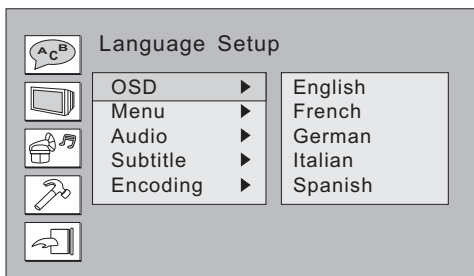 A C B
Language Setup
OSD
Menu
Audio
Subtitle
Encoding
English
French
German
Italian
Spanish